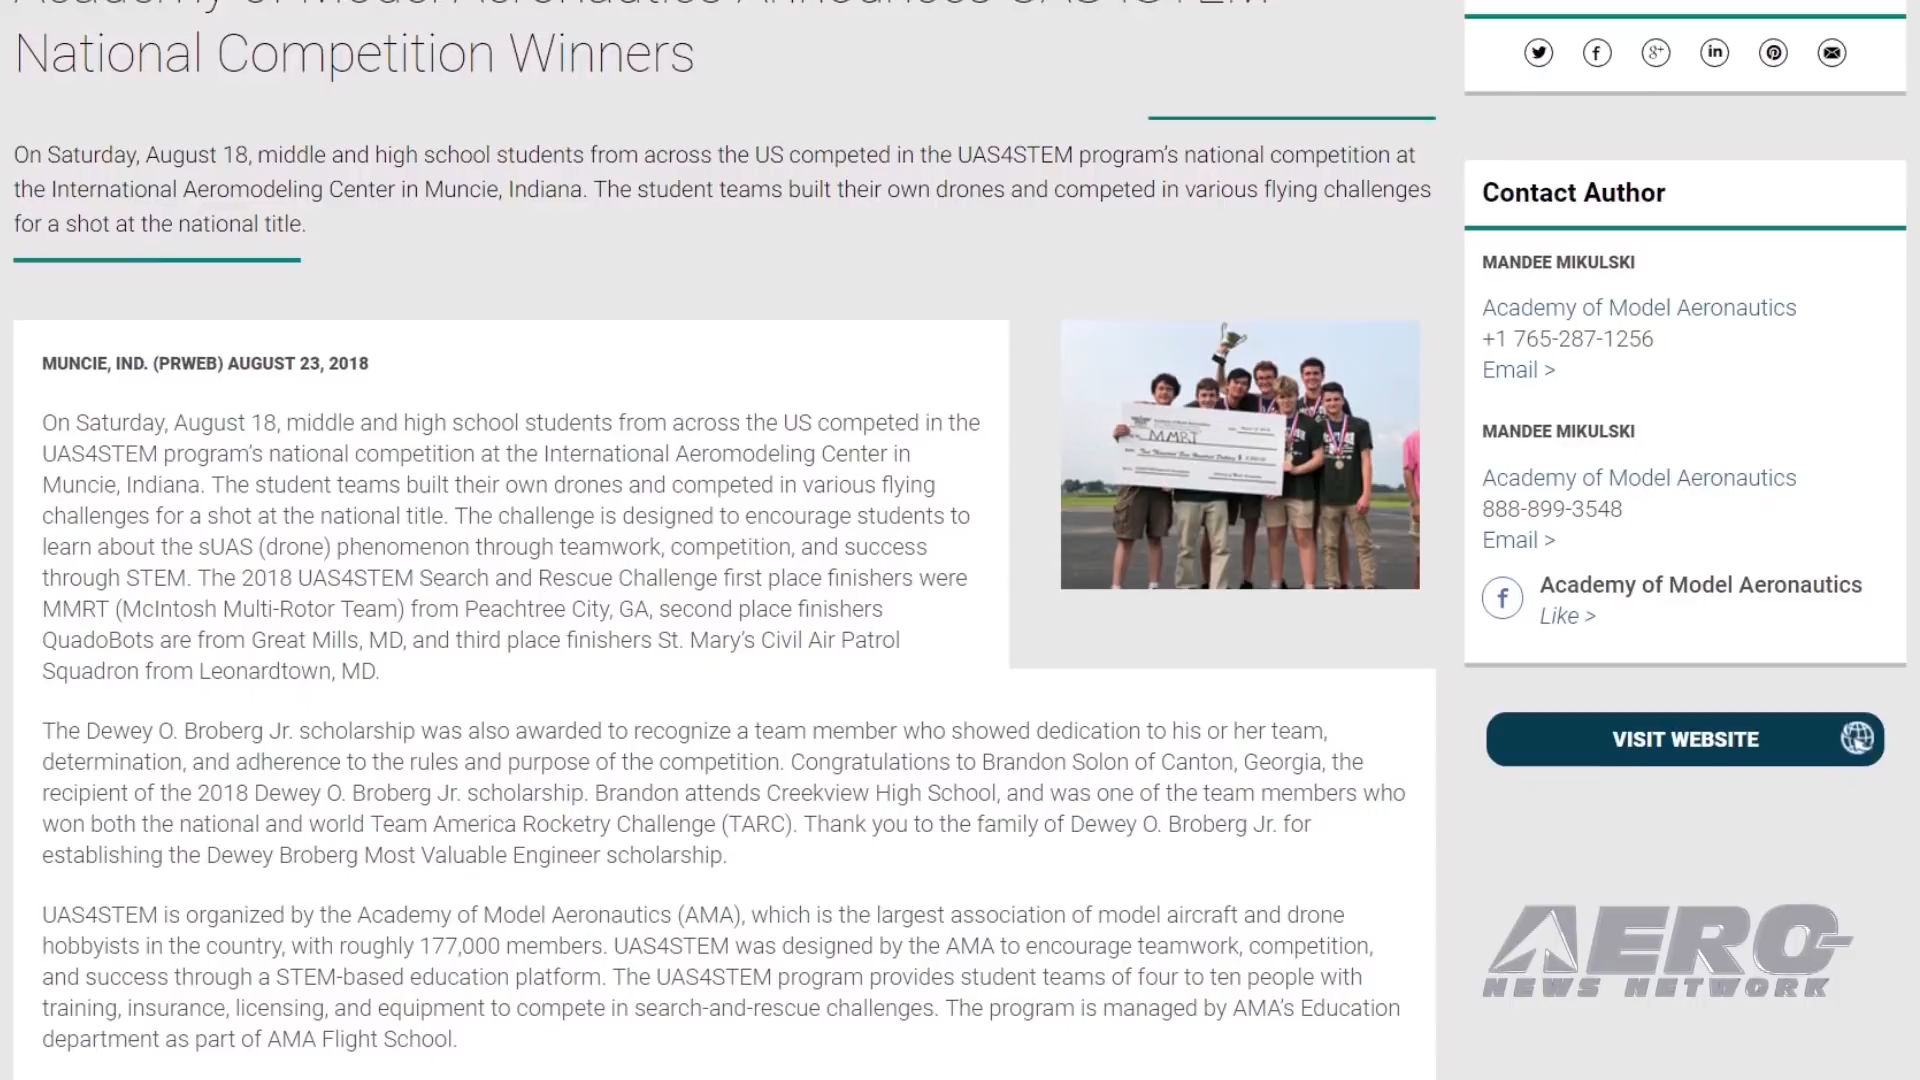 Academy of Model Aeronautics Announces UAS4STEM
National Competition Winners
On Saturday, August 18, middle and high school students from across the US competed in the UAS4STEM program's national competition at
the International Aeromodeling Center in Muncie, Indiana. The student teams built their own drones and competed in various flying challenges
for a shot at the national title.
MUNCIE, IND. (PRWEB) AUGUST 23, 2018
On Saturday, August 18, middle and high school students from across the US competed in the
UAS4STEM program's national competition at the International Aeromodeling Center in
Muncie, Indiana. The student teams built their own drones and competed in various flying
challenges for a shot at the national title. The challenge is designed to encourage students to
learn about the sUAS (drone) phenomenon through teamwork, competition, and success
through STEM. The 2018 UAS4STEM Search and Rescue Challenge first place finishers were
MMRT (McIntosh Multi-Rotor Team) from Peachtree City, GA, second place finishers
QuadoBots are from Great Mills, MD, and third place finishers St. Mary's Civil Air Patrol
Squadron from Leonardtown, MD.
MMRT
The Dewey O. Broberg Jr. scholarship was also awarded to recognize a team member who showed dedication to his or her team,
determination, and adherence to the rules and purpose of the competition. Congratulations to Brandon Solon of Canton, Georgia, the
recipient of the 2018 Dewey O. Broberg Jr. scholarship. Brandon attends Creekview High School, and was one of the team members who
won both the national and world Team America Rocketry Challenge (TARC). Thank you to the family of Dewey O. Broberg Jr. for
establishing the Dewey Broberg Most Valuable Engineer scholarship.
UAS4STEM is organized by the Academy of Model Aeronautics (AMA), which is the largest association of model aircraft and drone
hobbyists in the country, with roughly 177,000 members. UAS4STEM was designed by the AMA to encourage teamwork, competition,
and success through a STEM-based education platform. The UAS4STEM program provides student teams of four to ten people with
training, insurance, licensing, and equipment to compete in search-and-rescue challenges. The program is managed by AMA's Education
department as part of AMA Flight School.
Contact Author
MANDEE MIKULSKI
Academy of Model Aeronautics
+1 765-287-1256
Email >
MANDEE MIKULSKI
Academy of Model Aeronautics
888-899-3548
Email >
Academy of Model Aeronautics
Like >
VISIT WEBSITE
AERO-
NEWS NETWORK